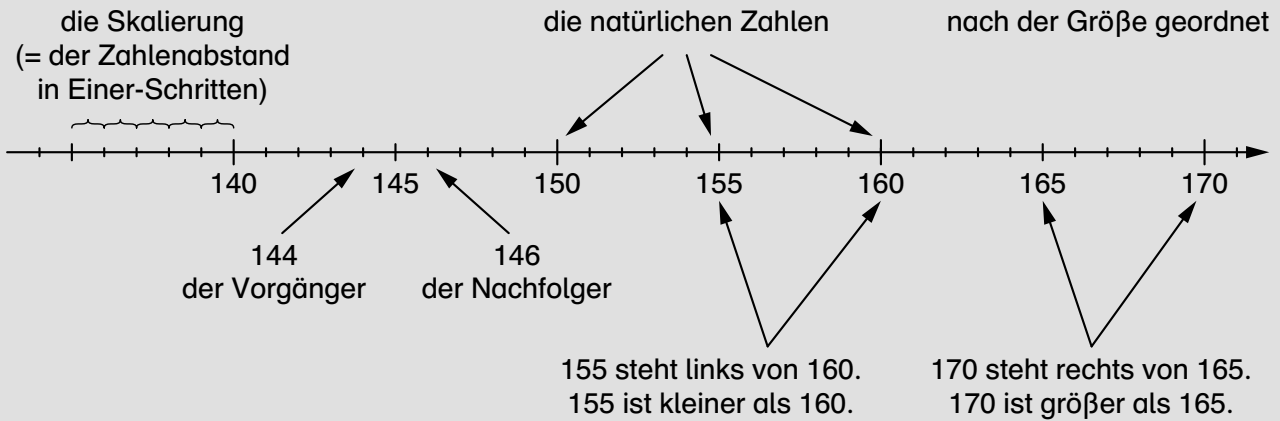 die Skalierung
(= der Zahlenabstand
in Einer-Schritten)
die natürlichen Zahlen
nach der Größe geordnet
140 145 150 155 160 165 170
144
der Vorgänger
146
der Nachfolger
155 steht links von 160.
155 ist kleiner als 160.
170 steht rechts von 165.
170 ist größer als 165.